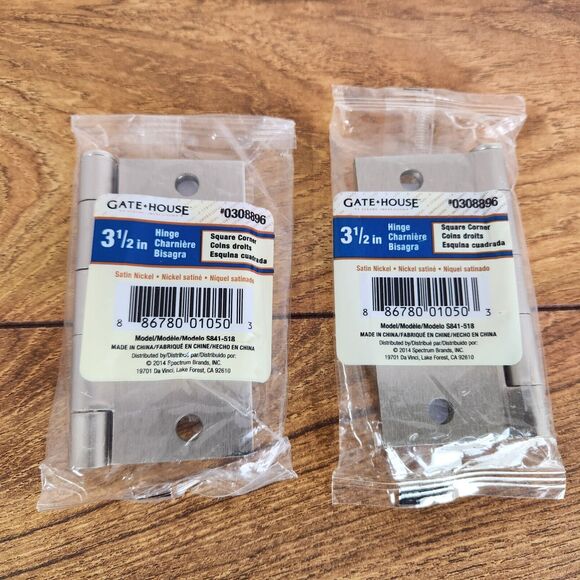 GATE HOUSE
#0308896
3 1/2 in
Hinge
Charnière
Bisagra
Square Corner
Coins droits
Esquina cuadrada
Satin Nickel • Nickel satiné • Níquel satinado
8 86780 01050 3
Model/Modèle/Modelo S841-518
MADE IN CHINA/FABRIQUÉ EN CHINE/HECHO EN CHINA
Distributed by/Distribué par/Distribuido por:
© 2014 Spectrum Brands, INC.
19701 Da Vinci, Lake Forest, CA 92610
GATE HOUSE
#0308896
3 1/2 in
Hinge
Charnière
Bisagra
Square Corner
Coins droits
Esquina cuadrada
Satin Nickel • Nickel satiné • Níquel satinado
8 86780 01050 3
Model/Modèle/Modelo S841-518
MADE IN CHINA/FABRIQUÉ EN CHINE/HECHO EN CHINA
Distributed by/Distribué par/Distribuido por:
© 2014 Spectrum Brands, INC.
19701 Da Vinci, Lake Forest, CA 92610